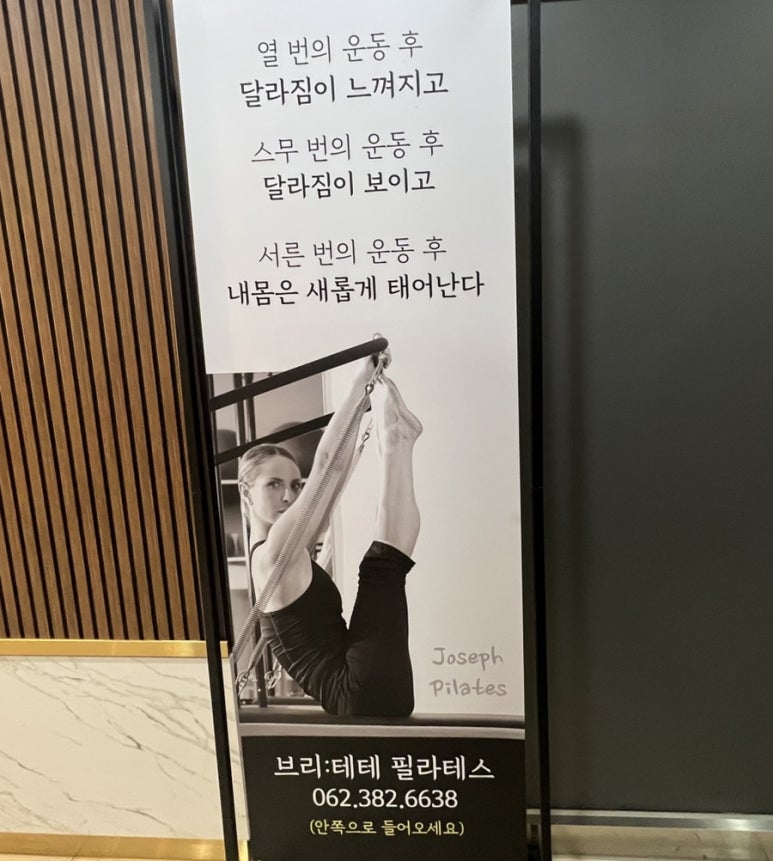 열 번의 운동 후
달라짐이 느껴지고
스무 번의 운동 후
달라짐이 보이고
서른 번의 운동 후
내몸은 새롭게 태어난다
Joseph
Pilates
브리:테테 필라테스
062.382.6638
(안쪽으로 들어오세요)